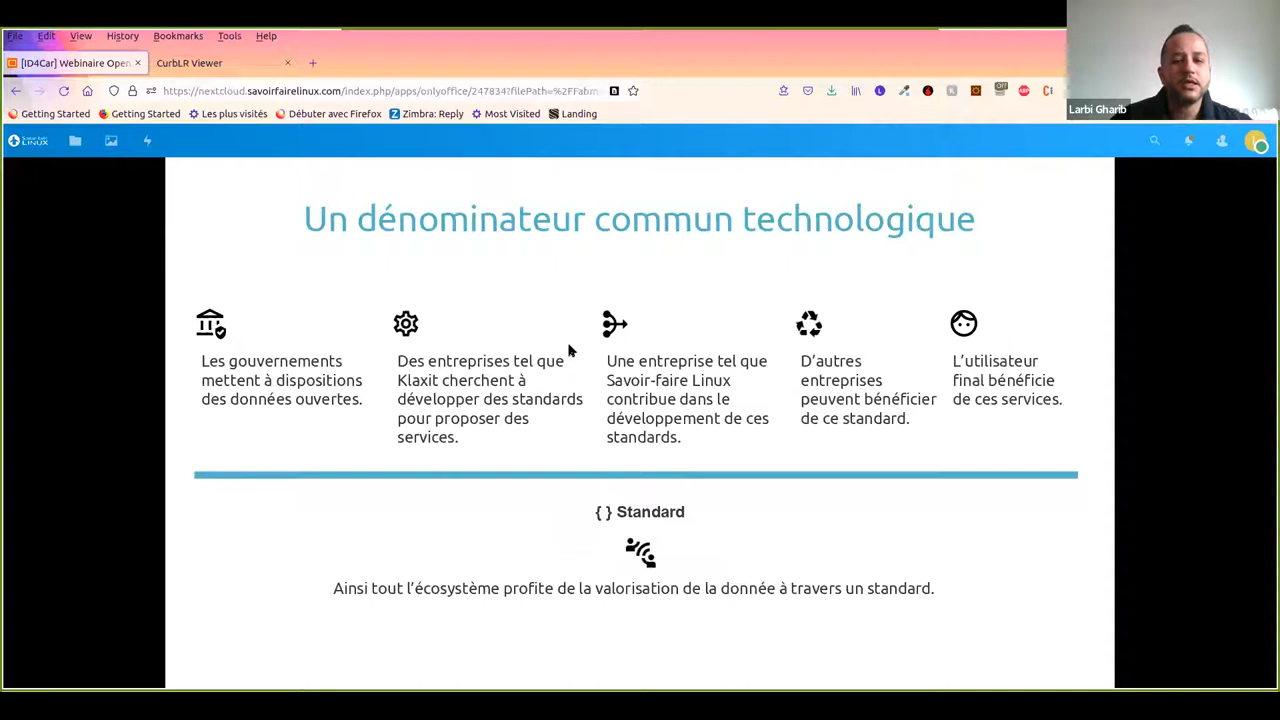 File Edit View History Bookmarks Tools Help
[ID4Car] Webinaire Open
CurbLR Viewer
https://nextcloud.savoirfairelinux.com/index.php/apps/onlyoffice/247834?filePath=%2FFabm
Getting Started Getting Started Les plus visités Débuter avec Firefox Zimbra: Reply Most Visited Landing
Larbi Gharib
LINUX
Un dénominateur commun technologique
Les gouvernements
mettent à dispositions
des données ouvertes.
Des entreprises tel que
Klaxit cherchent à
développer des standards
pour proposer des
services.
Une entreprise tel que
Savoir-faire Linux
contribue dans le
développement de ces
standards.
D’autres
entreprises
peuvent bénéficier
de ce standard.
L’utilisateur
final bénéficie
de ces services.
{ } Standard
Ainsi tout l’écosystème profite de la valorisation de la donnée à travers un standard.